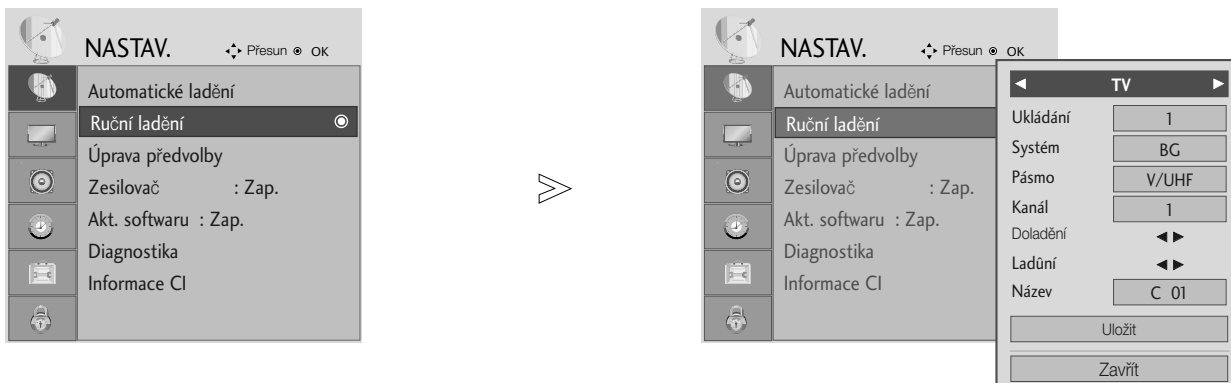 NASTAV. Přesun OK
Automatické ladění
Ruční ladění
Úprava předvolby
Zesilovač : Zap.
Akt. softwaru : Zap.
Diagnostika
Informace CI
NASTAV. Přesun OK
Automatické ladění
Ruční ladění
Úprava předvolby
Zesilovač : Zap.
Akt. softwaru : Zap.
Diagnostika
Informace CI
TV
Ukládání 1
Systém BG
Pásmo V/UHF
Kanál 1
Doladění
Ladûní
Název C 01
Uložit
Zavřít